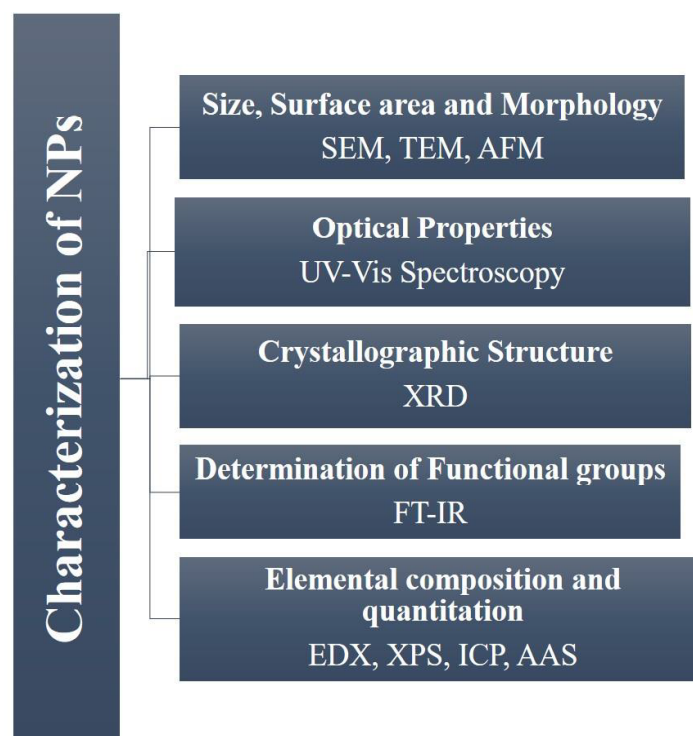 Characterization of NPs
Size, Surface area and Morphology
SEM, TEM, AFM
Optical Properties
UV-Vis Spectroscopy
Crystallographic Structure
XRD
Determination of Functional groups
FT-IR
Elemental composition and
quantitation
EDX, XPS, ICP, AAS